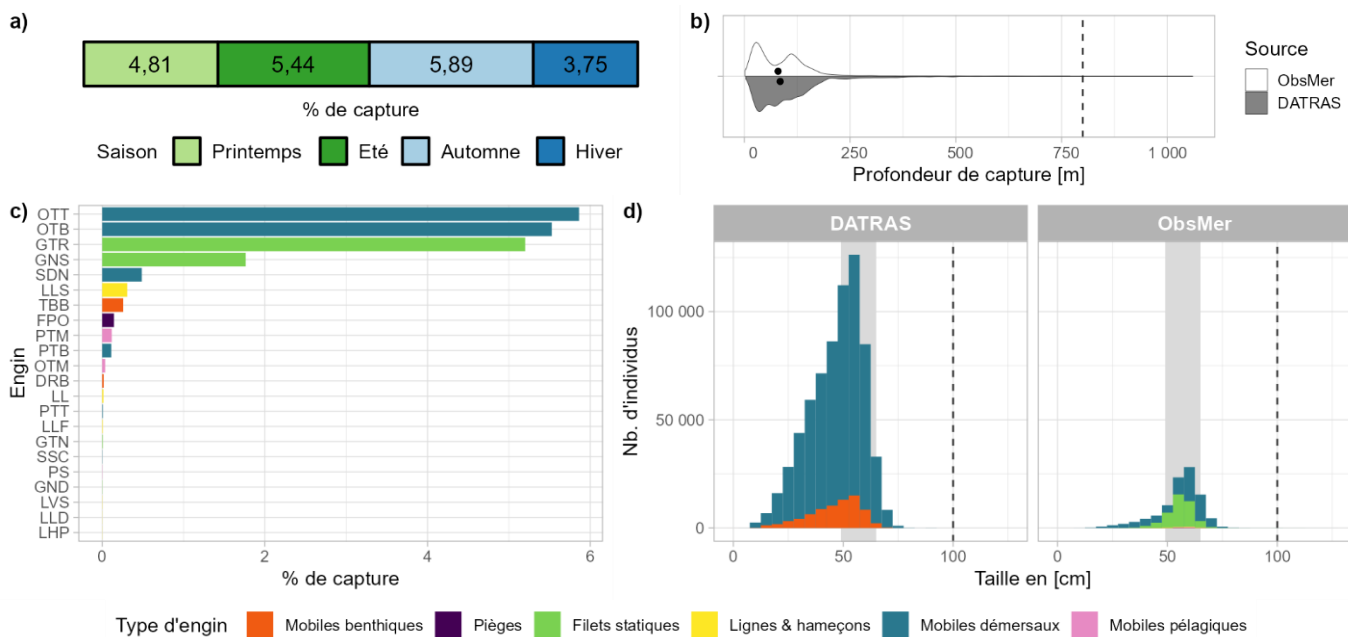 a)
4,81 5,44 5,89 3,75
% de capture
Saison Printemps Eté Automne Hiver
b)
0 250 500 750 1 000
Profondeur de capture [m]
Source
ObsMer
DATRAS
c)
Engin
OTT
OTB
GTR
GNS
SDN
LLS
TBB
FPO
PTM
PTB
OTM
DRB
LL
PTT
LLF
GTN
SSC
PS
GND
LVS
LLD
LHP
0 2 4 6
% de capture
d)
DATRAS ObsMer
Nb. d'individus
100 000
50 000
0
0 50 100 0 50 100
Taille en [cm]
Type d'engin Mobiles benthiques Pièges Filets statiques Lignes & hameçons Mobiles démersaux Mobiles pélagiques